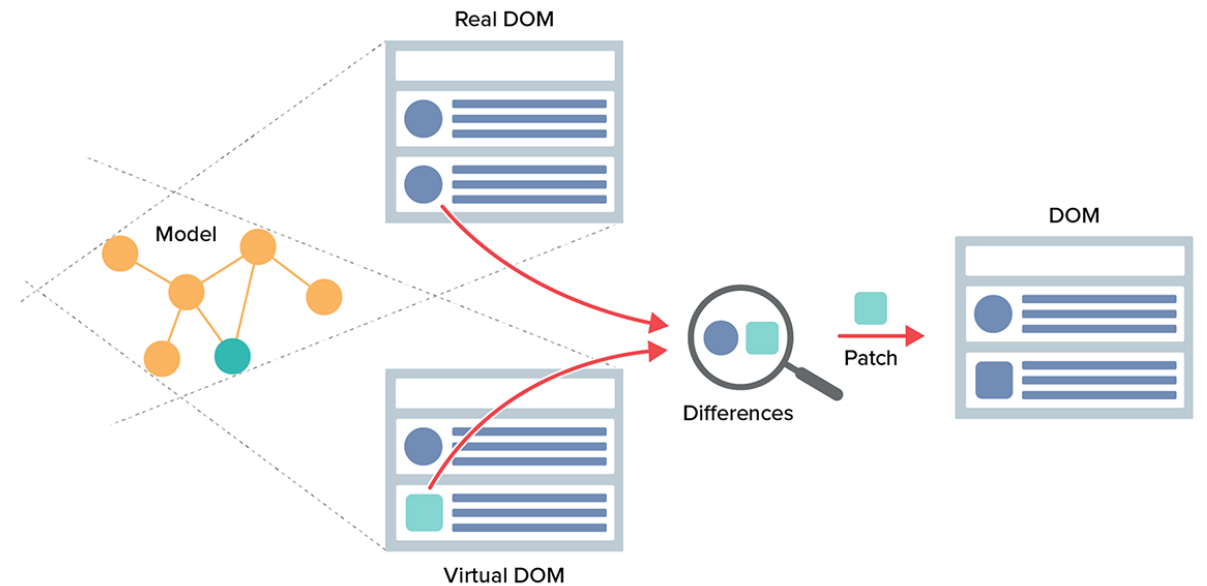 Real DOM
Model
DOM
Patch
Differences
Virtual DOM